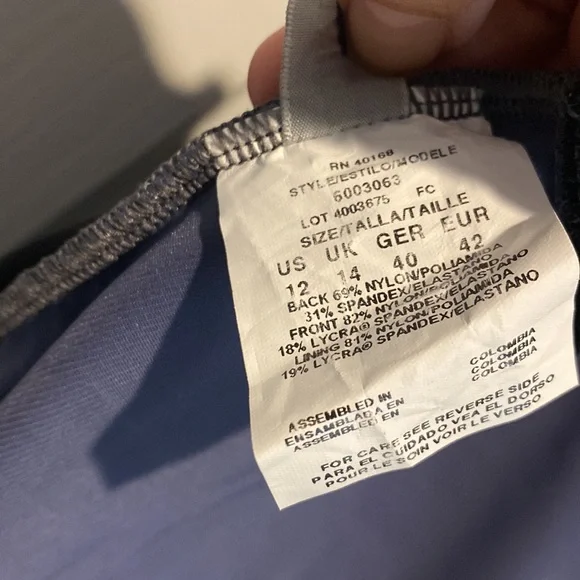 RN 40168
STYLE/ESTILO/MODELE
6003063
LOT 4003675 FC
SIZE/TALLA/TAILLE
US UK GER EUR
12 14 40 42
BACK 69% NYLON/POLIAMIDA
31% SPANDEX/ELASTANO
FRONT 82% NYLON/POLIAMIDA
18% LYCRA® SPANDEX/ELASTANO
LINING 81% NYLON/POLIAMIDA
19% LYCRA® SPANDEX/ELASTANO
ASSEMBLED IN COLOMBIA
ENSAMBLADA EN COLOMBIA
ASSEMBLED EN COLOMBIA
FOR CARE SEE REVERSE SIDE
PARA EL CUIDADO VEA EL DORSO
POUR LE SOIN VOIR LE VERSO